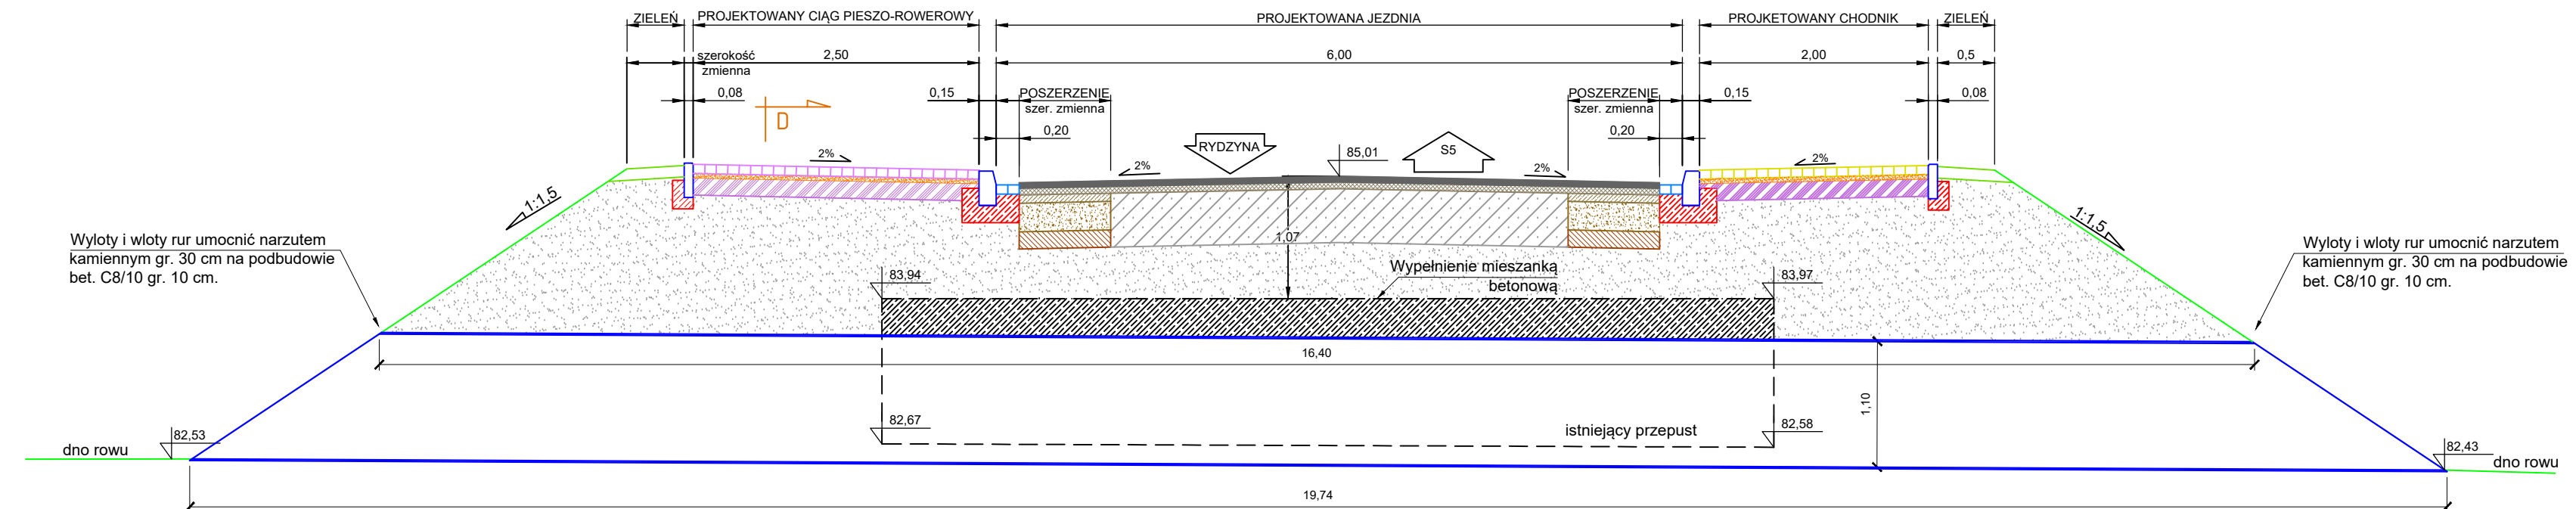 ZIELEŃ
PROJEKTOWANY CIĄG PIESZO-ROWEROWY
PROJEKTOWANA JEZDNIA
PROJKETOWANY CHODNIK
ZIELEŃ
szerokość
zmienna
2,50
6,00
2,00
0,5
0,08
0,15
POSZERZENIE
szer. zmienna
POSZERZENIE
szer. zmienna
0,15
0,08
D
0,20
0,20
2%
2%
RYDZYNA
85,01
S5
2%
2%
1:1,5
1:1,5
Wyloty i wloty rur umocnić narzutem
kamiennym gr. 30 cm na podbudowie
bet. C8/10 gr. 10 cm.
1,07
Wyloty i wloty rur umocnić narzutem
kamiennym gr. 30 cm na podbudowie
bet. C8/10 gr. 10 cm.
83,94
Wypełnienie mieszanką
betonową
83,97
16,40
1,10
82,67
istniejący przepust
82,58
dno rowu
82,53
82,43
dno rowu
19,74